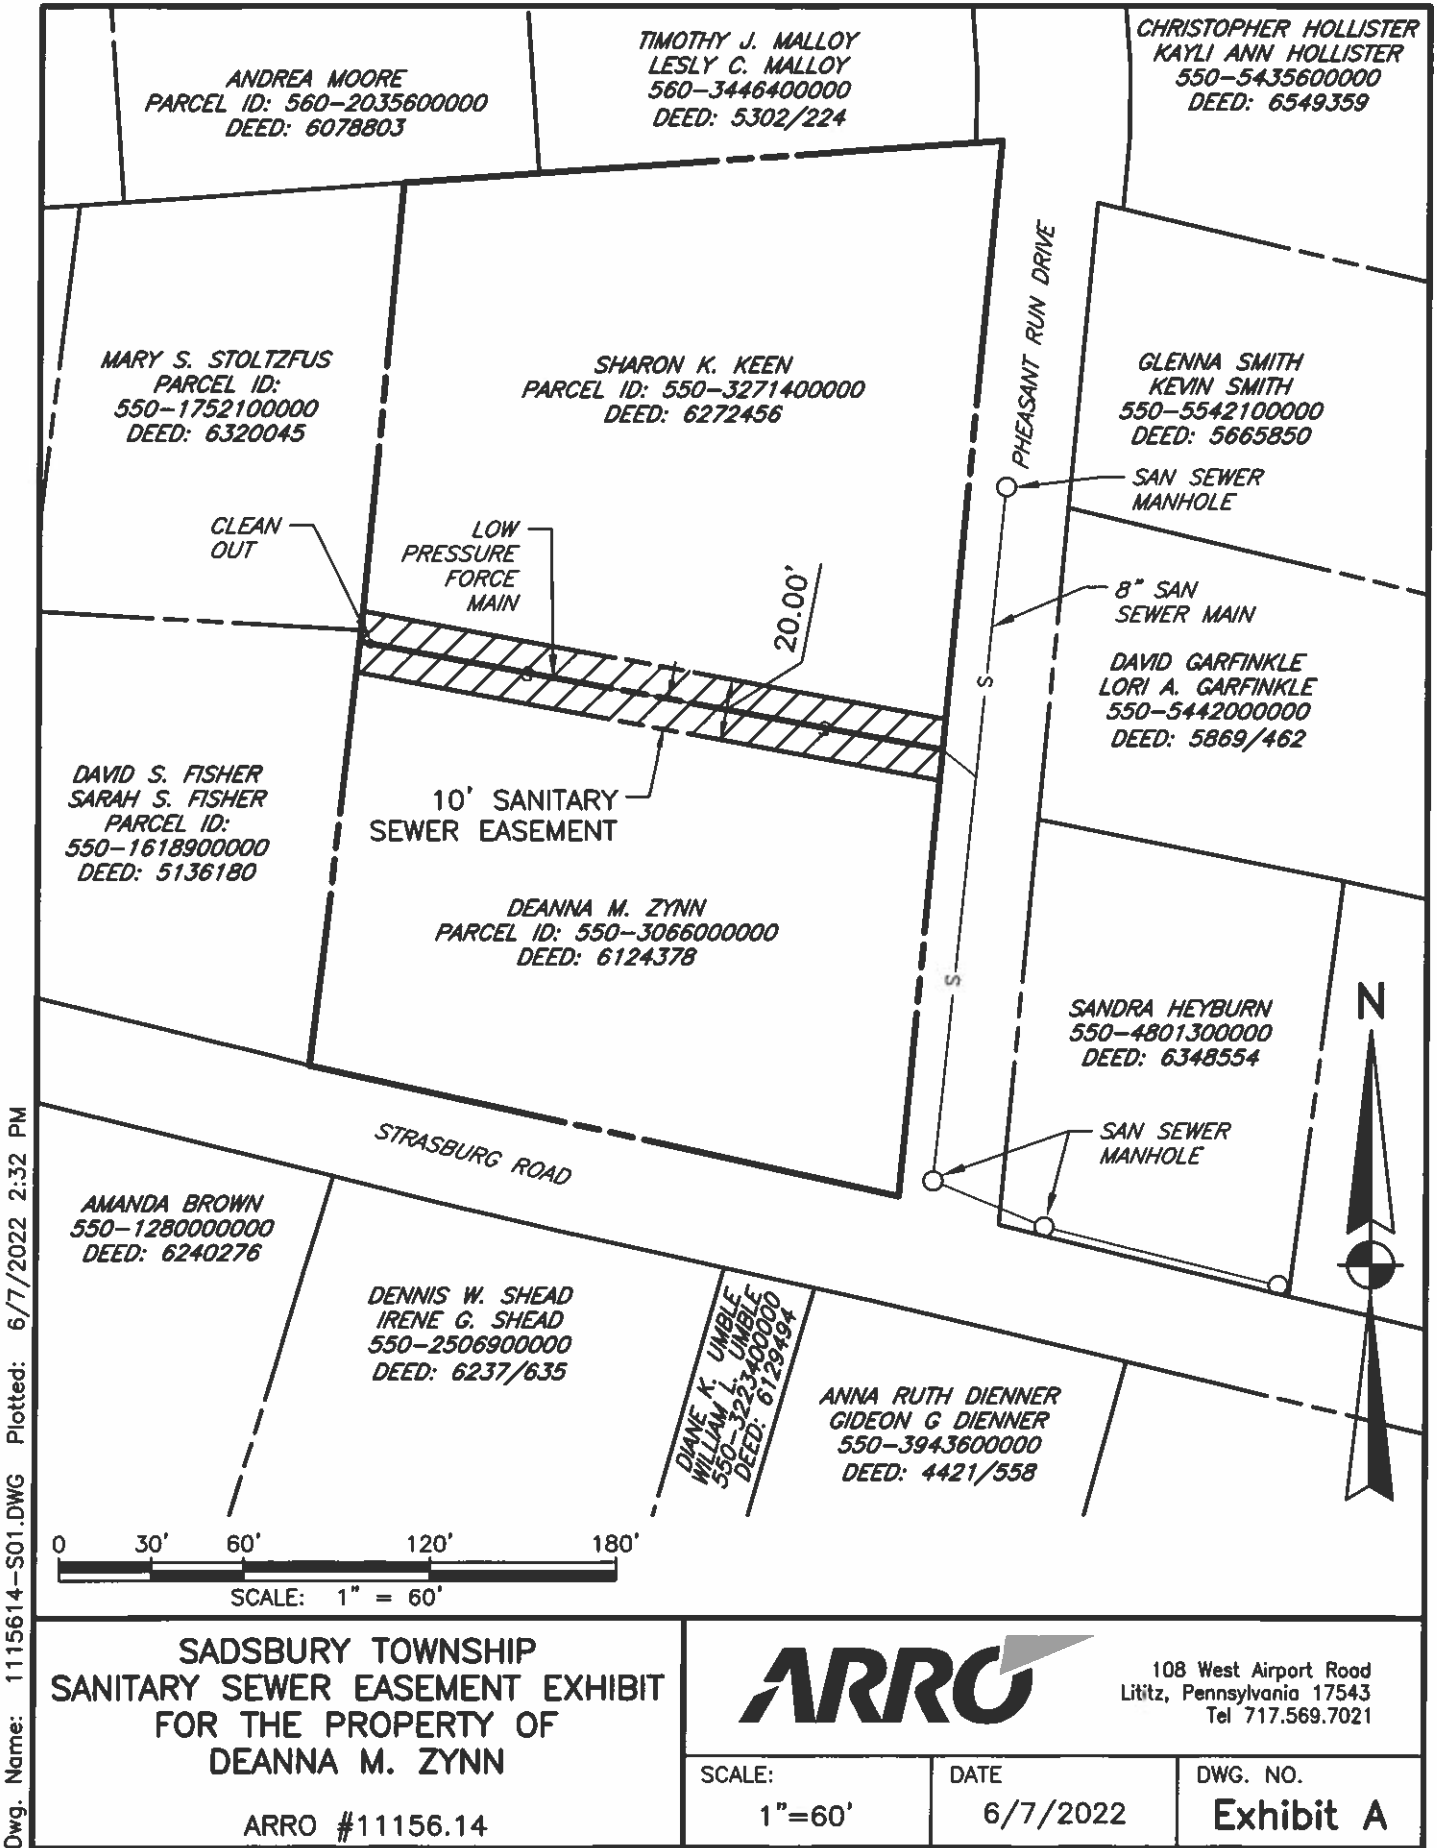 ANDREA MOORE
PARCEL ID: 560-2035600000
DEED: 6078803
TIMOTHY J. MALLOY
LESLY C. MALLOY
560-3446400000
DEED: 5302/224
CHRISTOPHER HOLLISTER
KAYLI ANN HOLLISTER
550-5435600000
DEED: 6549359
MARY S. STOLTZFUS
PARCEL ID:
550-1752100000
DEED: 6320045
SHARON K. KEEN
PARCEL ID: 550-3271400000
DEED: 6272456
PHEASANT RUN DRIVE
GLENNA SMITH
KEVIN SMITH
550-5542100000
DEED: 5665850
SAN SEWER
MANHOLE
CLEAN
OUT
LOW
PRESSURE
FORCE
MAIN
20.00'
8" SAN
SEWER MAIN
S
DAVID GARFINKLE
LORI A. GARFINKLE
550-5442000000
DEED: 5869/462
DAVID S. FISHER
SARAH S. FISHER
PARCEL ID:
550-1618900000
DEED: 5136180
10' SANITARY
SEWER EASEMENT
DEANNA M. ZYNN
PARCEL ID: 550-3066000000
DEED: 6124378
S
SANDRA HEYBURN
550-4801300000
DEED: 6348554
N
SAN SEWER
MANHOLE
STRASBURG ROAD
AMANDA BROWN
550-1280000000
DEED: 6240276
DENNIS W. SHEAD
IRENE G. SHEAD
550-2506900000
DEED: 6237/635
DIANE K. UMBLE
WILLIAM L. UMBLE
550-3223400000
DEED: 6129494
ANNA RUTH DIENNER
GIDEON G DIENNER
550-3943600000
DEED: 4421/558
0 30' 60' 120' 180'
SCALE: 1" = 60'
Dwg. Name: 1115614-S01.DWG Plotted: 6/7/2022 2:32 PM
SADSBURY TOWNSHIP
SANITARY SEWER EASEMENT EXHIBIT
FOR THE PROPERTY OF
DEANNA M. ZYNN
ARRO #11156.14
ARRO
108 West Airport Road
Lititz, Pennsylvania 17543
Tel 717.569.7021
SCALE:
1"=60'
DATE
6/7/2022
DWG. NO.
Exhibit A